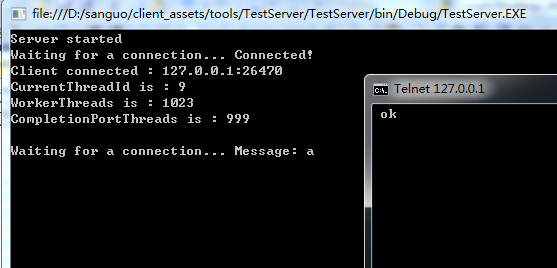 file:///D:/sanguo/client_assets/tools/TestServer/TestServer/bin/Debug/TestServer.EXE
Server started
Waiting for a connection... Connected!
Client connected : 127.0.0.1:26470
CurrentThreadId is : 9
WorkerThreads is : 1023
CompletionPortThreads is : 999
Waiting for a connection... Message: a
C:\.
Telnet 127.0.0.1
ok